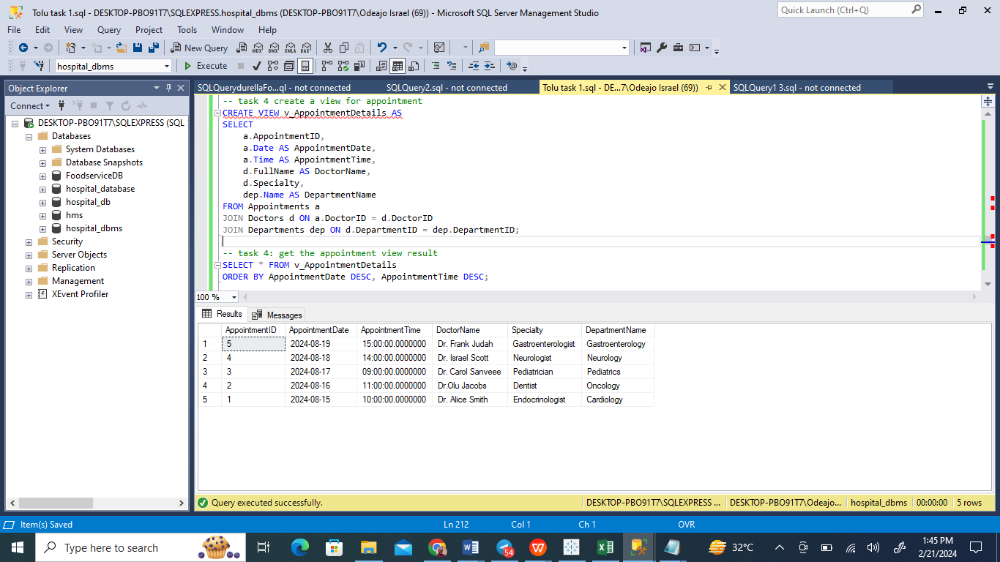 Tolu task 1.sql - DESKTOP-PBO91T7\SQLEXPRESS.hospital_dbms (DESKTOP-PBO91T7\Odeajo Israel (69)) - Microsoft SQL Server Management Studio
Quick Launch (Ctrl+Q)
File Edit View Query Project Tools Window Help
New Query MDX DMX XMLA DAX
hospital_dbms Execute
Object Explorer
SQLQuerydurellaFo...ql - not connected SQLQuery2.sql - not connected Tolu task 1.sql - DE...7\Odeajo Israel (69)) SQLQuery1 3.sql - not connected
Connect
DESKTOP-PBO91T7\SQLEXPRESS (SQL
Databases
System Databases
Database Snapshots
FoodserviceDB
hospital_database
hospital_db
hms
hospital_dbms
Security
Server Objects
Replication
Management
XEvent Profiler
-- task 4 create a view for appointment
CREATE VIEW v_AppointmentDetails AS
SELECT
a.AppointmentID,
a.Date AS AppointmentDate,
a.Time AS AppointmentTime,
d.FullName AS DoctorName,
d.Specialty,
dep.Name AS DepartmentName
FROM Appointments a
JOIN Doctors d ON a.DoctorID = d.DoctorID
JOIN Departments dep ON d.DepartmentID = dep.DepartmentID;
-- task 4: get the appointment view result
SELECT * FROM v_AppointmentDetails
ORDER BY AppointmentDate DESC, AppointmentTime DESC;
100 %
Results Messages
AppointmentID AppointmentDate AppointmentTime DoctorName Specialty DepartmentName
1 5 2024-08-19 15:00:00.0000000 Dr. Frank Judah Gastroenterologist Gastroenterology
2 4 2024-08-18 14:00:00.0000000 Dr. Israel Scott Neurologist Neurology
3 3 2024-08-17 09:00:00.0000000 Dr. Carol Sanveee Pediatrician Pediatrics
4 2 2024-08-16 11:00:00.0000000 Dr.Olu Jacobs Dentist Oncology
5 1 2024-08-15 10:00:00.0000000 Dr. Alice Smith Endocrinologist Cardiology
Query executed successfully. DESKTOP-PBO91T7\SQLEXPRESS ... DESKTOP-PBO91T7\Odeajo... hospital_dbms 00:00:00 5 rows
Item(s) Saved Ln 212 Col 1 Ch 1 OVR
Type here to search 54 32°C 1:45 PM
2/21/2024